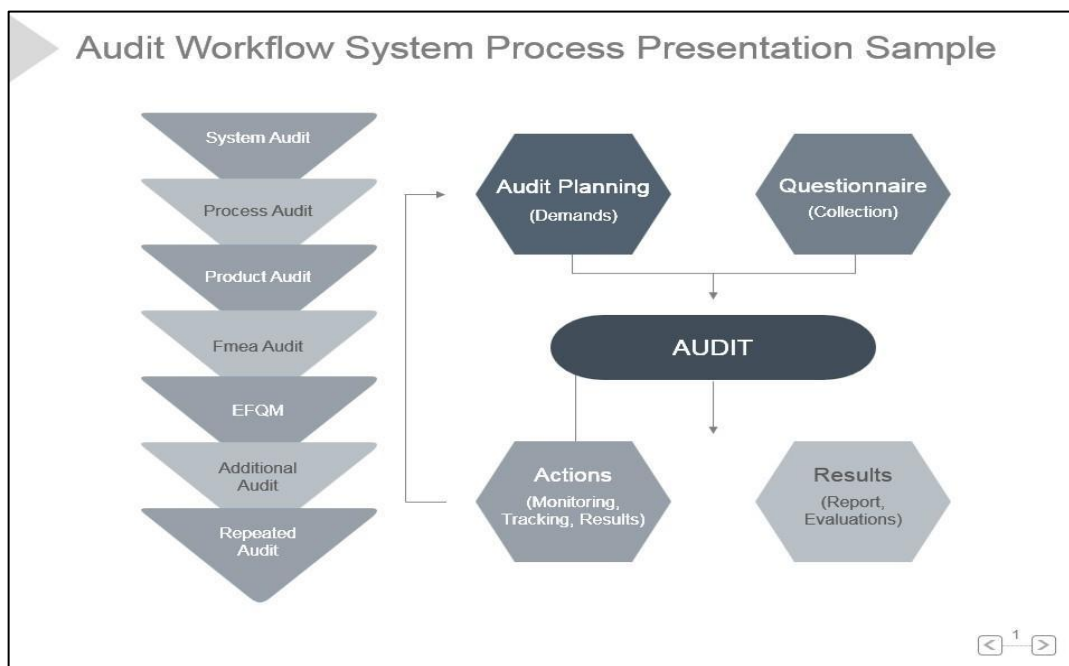 Audit Workflow System Process Presentation Sample
System Audit
Process Audit
Product Audit
Fmea Audit
EFQM
Additional
Audit
Repeated
Audit
Audit Planning
(Demands)
Questionnaire
(Collection)
AUDIT
Actions
(Monitoring,
Tracking, Results)
Results
(Report,
Evaluations)
1